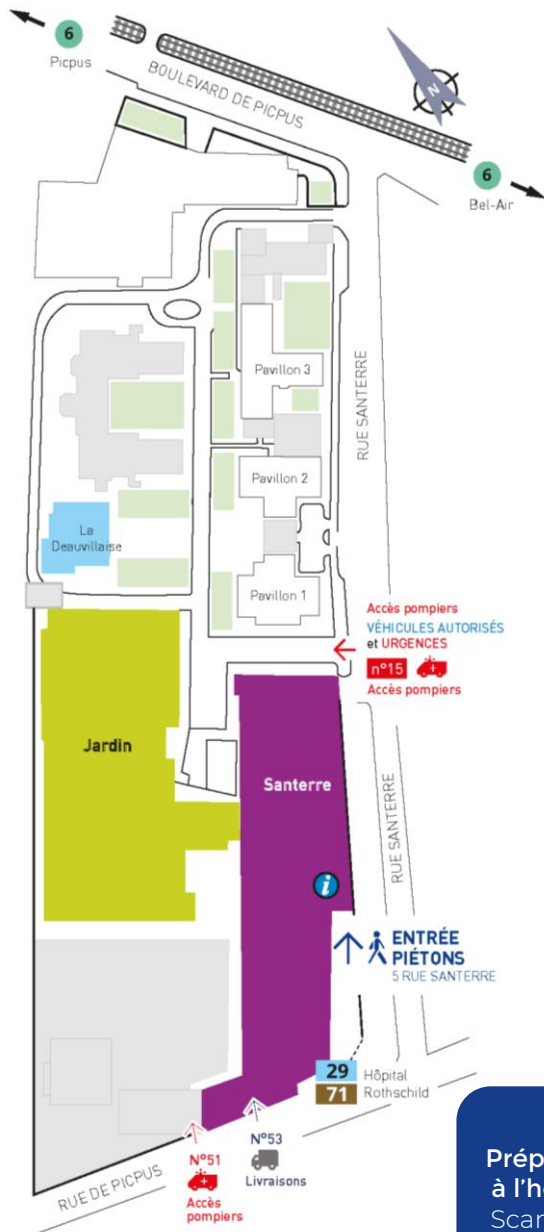 6
Picpus
BOULEVARD DE PICPUS
N
6
Bel-Air
RUE SANTERRE
Pavillon 3
Pavillon 2
La
Deauvillaise
Pavillon 1
Accès pompiers
VÉHICULES AUTORISÉS
et URGENCES
n°15
Accès pompiers
Jardin
Santerre
RUE SANTERRE
i
ENTRÉE
PIÉTONS
5 RUE SANTERRE
29
71
Hôpital
Rothschild
N°51
Accès
pompiers
N°53
Livraisons
RUE DE PICPUS
Prép
à l'h
Scan